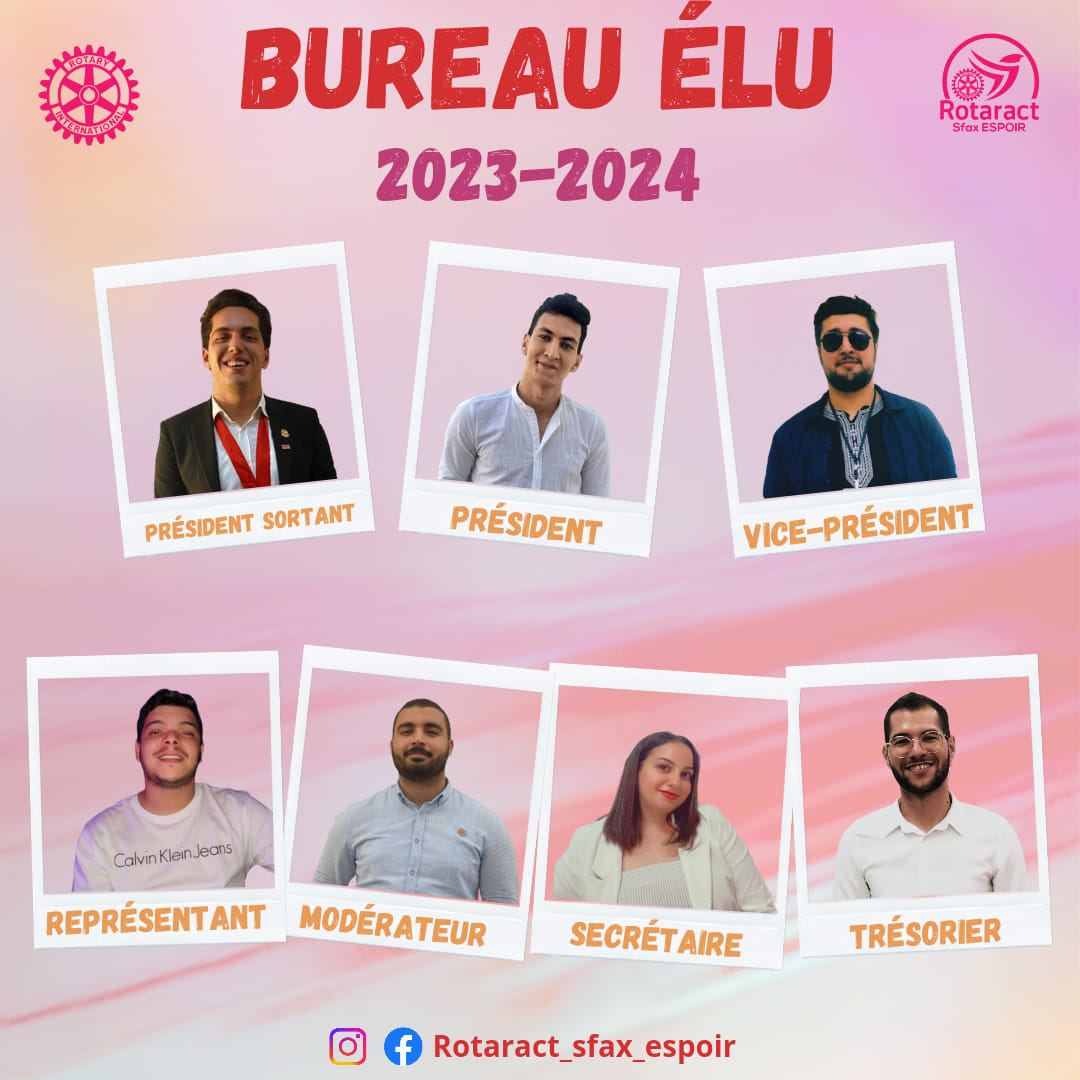 BUREAU ÉLU
2023-2024
ROTARY
INTERNATIONAL
Rotaract
Sfax ESPOIR
PRÉSIDENT SORTANT
PRÉSIDENT
VICE-PRÉSIDENT
Calvin Klein Jeans
REPRÉSENTANT
MODÉRATEUR
SECRÉTAIRE
TRÉSORIER
Rotaract_sfax_espoir